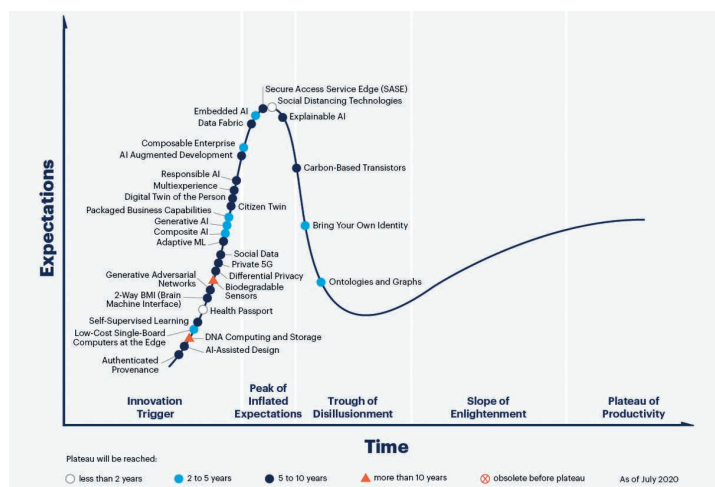 Expectations
Secure Access Service Edge (SASE)
Social Distancing Technologies
Embedded AI
Explainable AI
Data Fabric
Composable Enterprise
AI Augmented Development
Carbon-Based Transistors
Responsible AI
Multiexperience
Digital Twin of the Person
Citizen Twin
Packaged Business Capabilities
Generative AI
Bring Your Own Identity
Composite AI
Adaptive ML
Social Data
Private 5G
Differential Privacy
Generative Adversarial
Networks
Biodegradable
Sensors
Ontologies and Graphs
2-Way BMI (Brain
Machine Interface)
Health Passport
Self-Supervised Learning
Low-Cost Single-Board
Computers at the Edge
DNA Computing and Storage
AI-Assisted Design
Authenticated
Provenance
Innovation
Trigger
Peak of
Inflated
Expectations
Trough of
Disillusionment
Slope of
Enlightenment
Plateau of
Productivity
Time
Plateau will be reached:
less than 2 years
2 to 5 years
5 to 10 years
more than 10 years
obsolete before plateau
As of July 2020